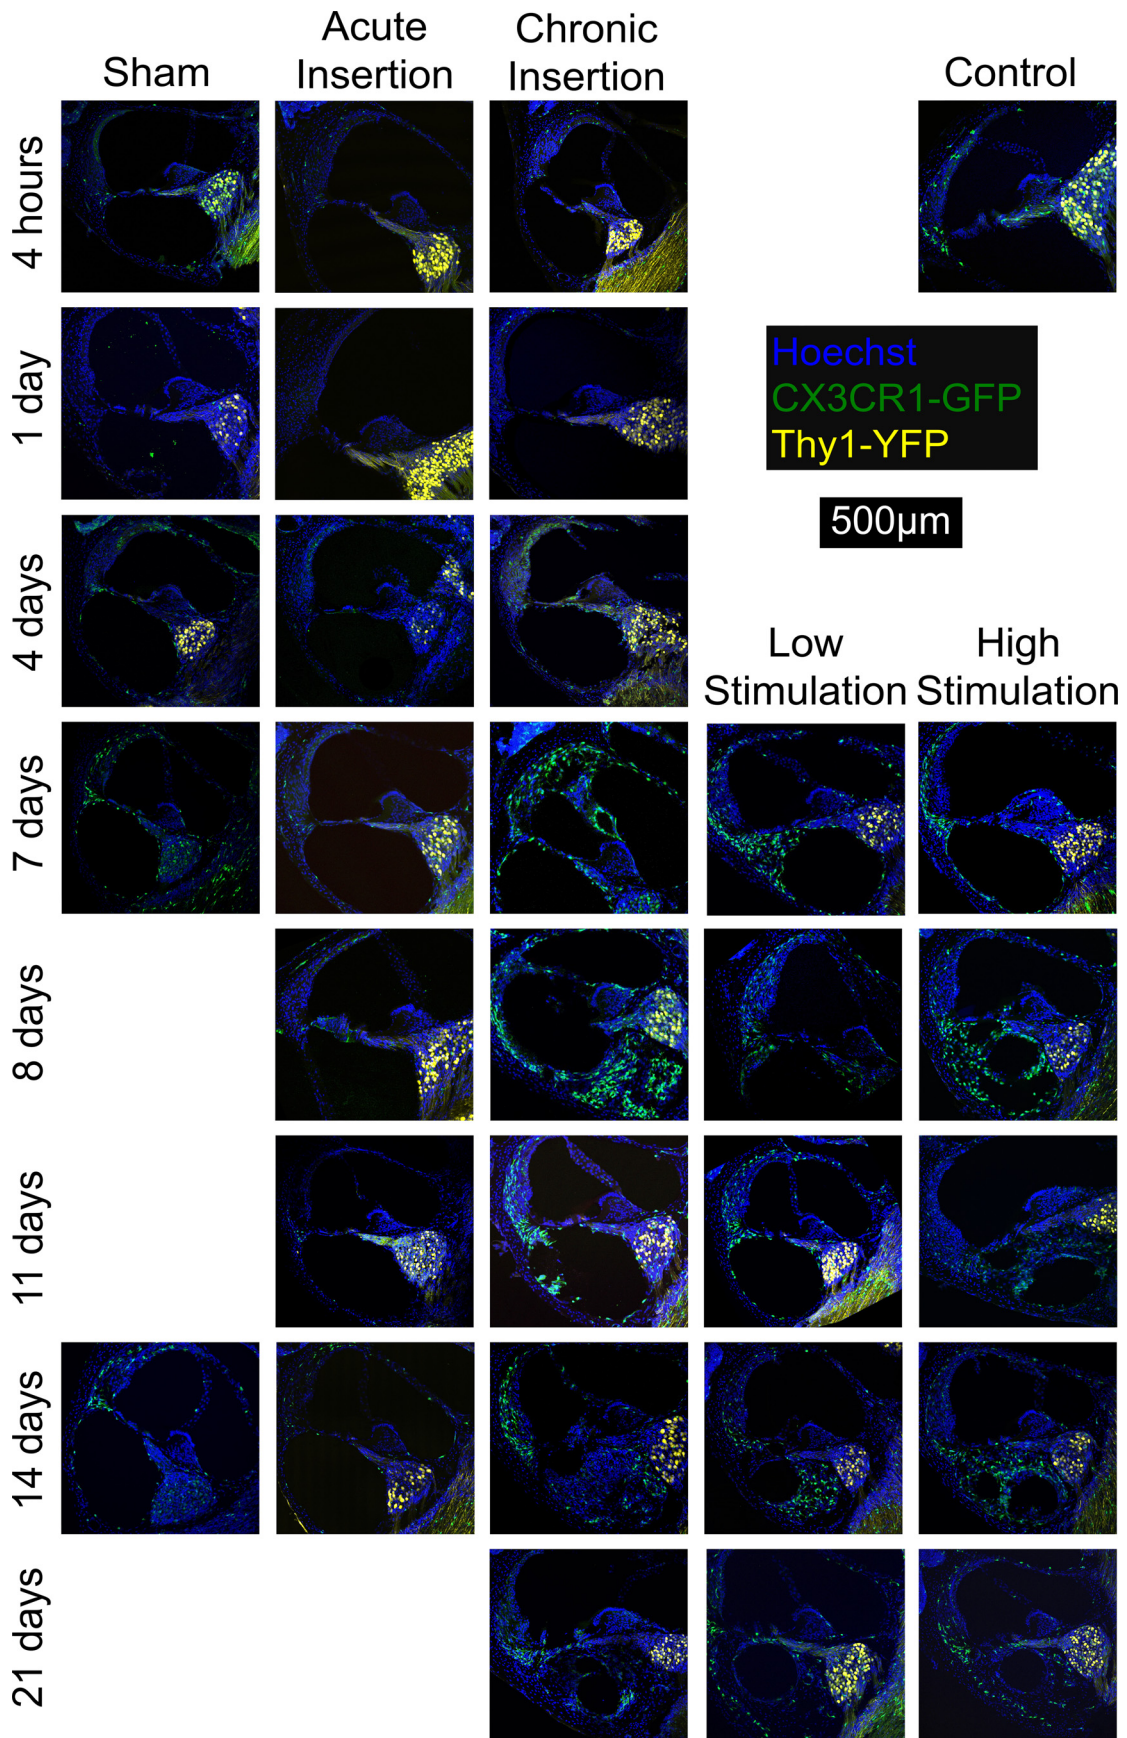 Sham
Acute
Insertion
Chronic
Insertion
Control
4 hours
1 day
Hoechst
CX3CR1-GFP
Thy1-YFP
500µm
4 days
Low
Stimulation
High
Stimulation
7 days
8 days
11 days
14 days
21 days